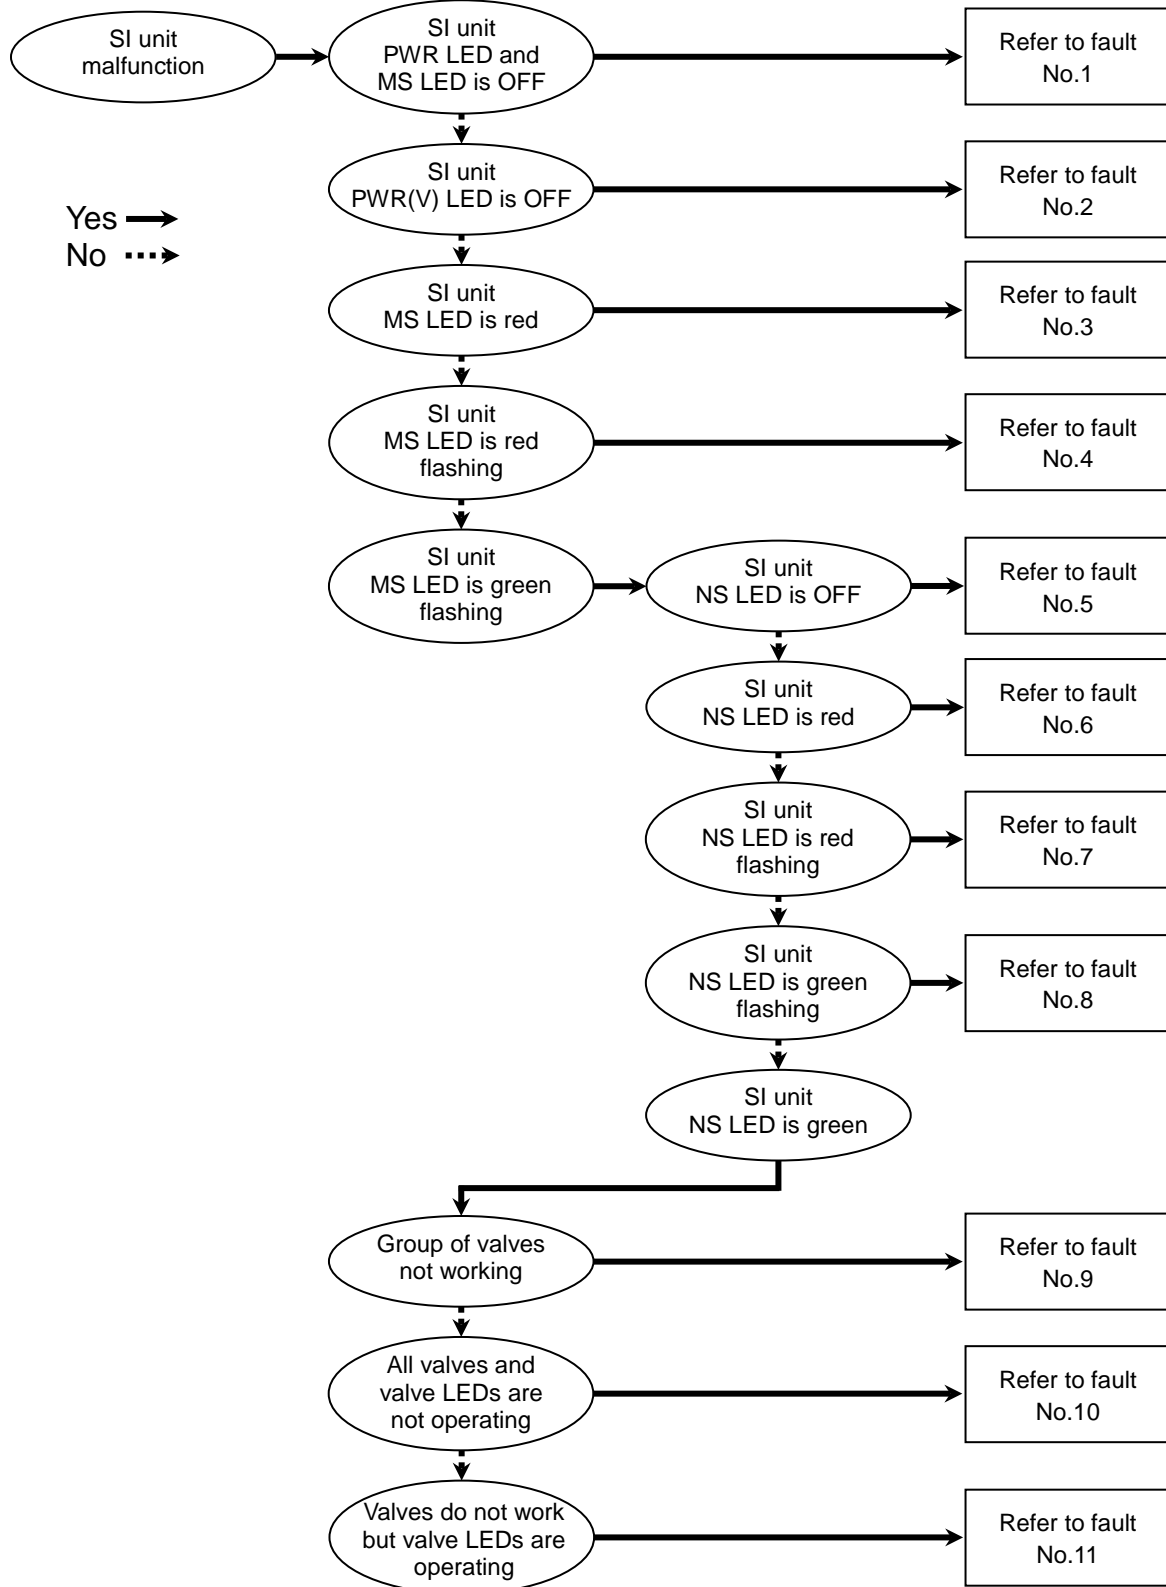 SI unit
malfunction
SI unit
PWR LED and
MS LED is OFF
Refer to fault
No.1
SI unit
PWR(V) LED is OFF
Refer to fault
No.2
Yes
No
SI unit
MS LED is red
Refer to fault
No.3
SI unit
MS LED is red
flashing
Refer to fault
No.4
SI unit
MS LED is green
flashing
SI unit
NS LED is OFF
Refer to fault
No.5
SI unit
NS LED is red
Refer to fault
No.6
SI unit
NS LED is red
flashing
Refer to fault
No.7
SI unit
NS LED is green
flashing
Refer to fault
No.8
SI unit
NS LED is green
Group of valves
not working
Refer to fault
No.9
All valves and
valve LEDs are
not operating
Refer to fault
No.10
Valves do not work
but valve LEDs are
operating
Refer to fault
No.11